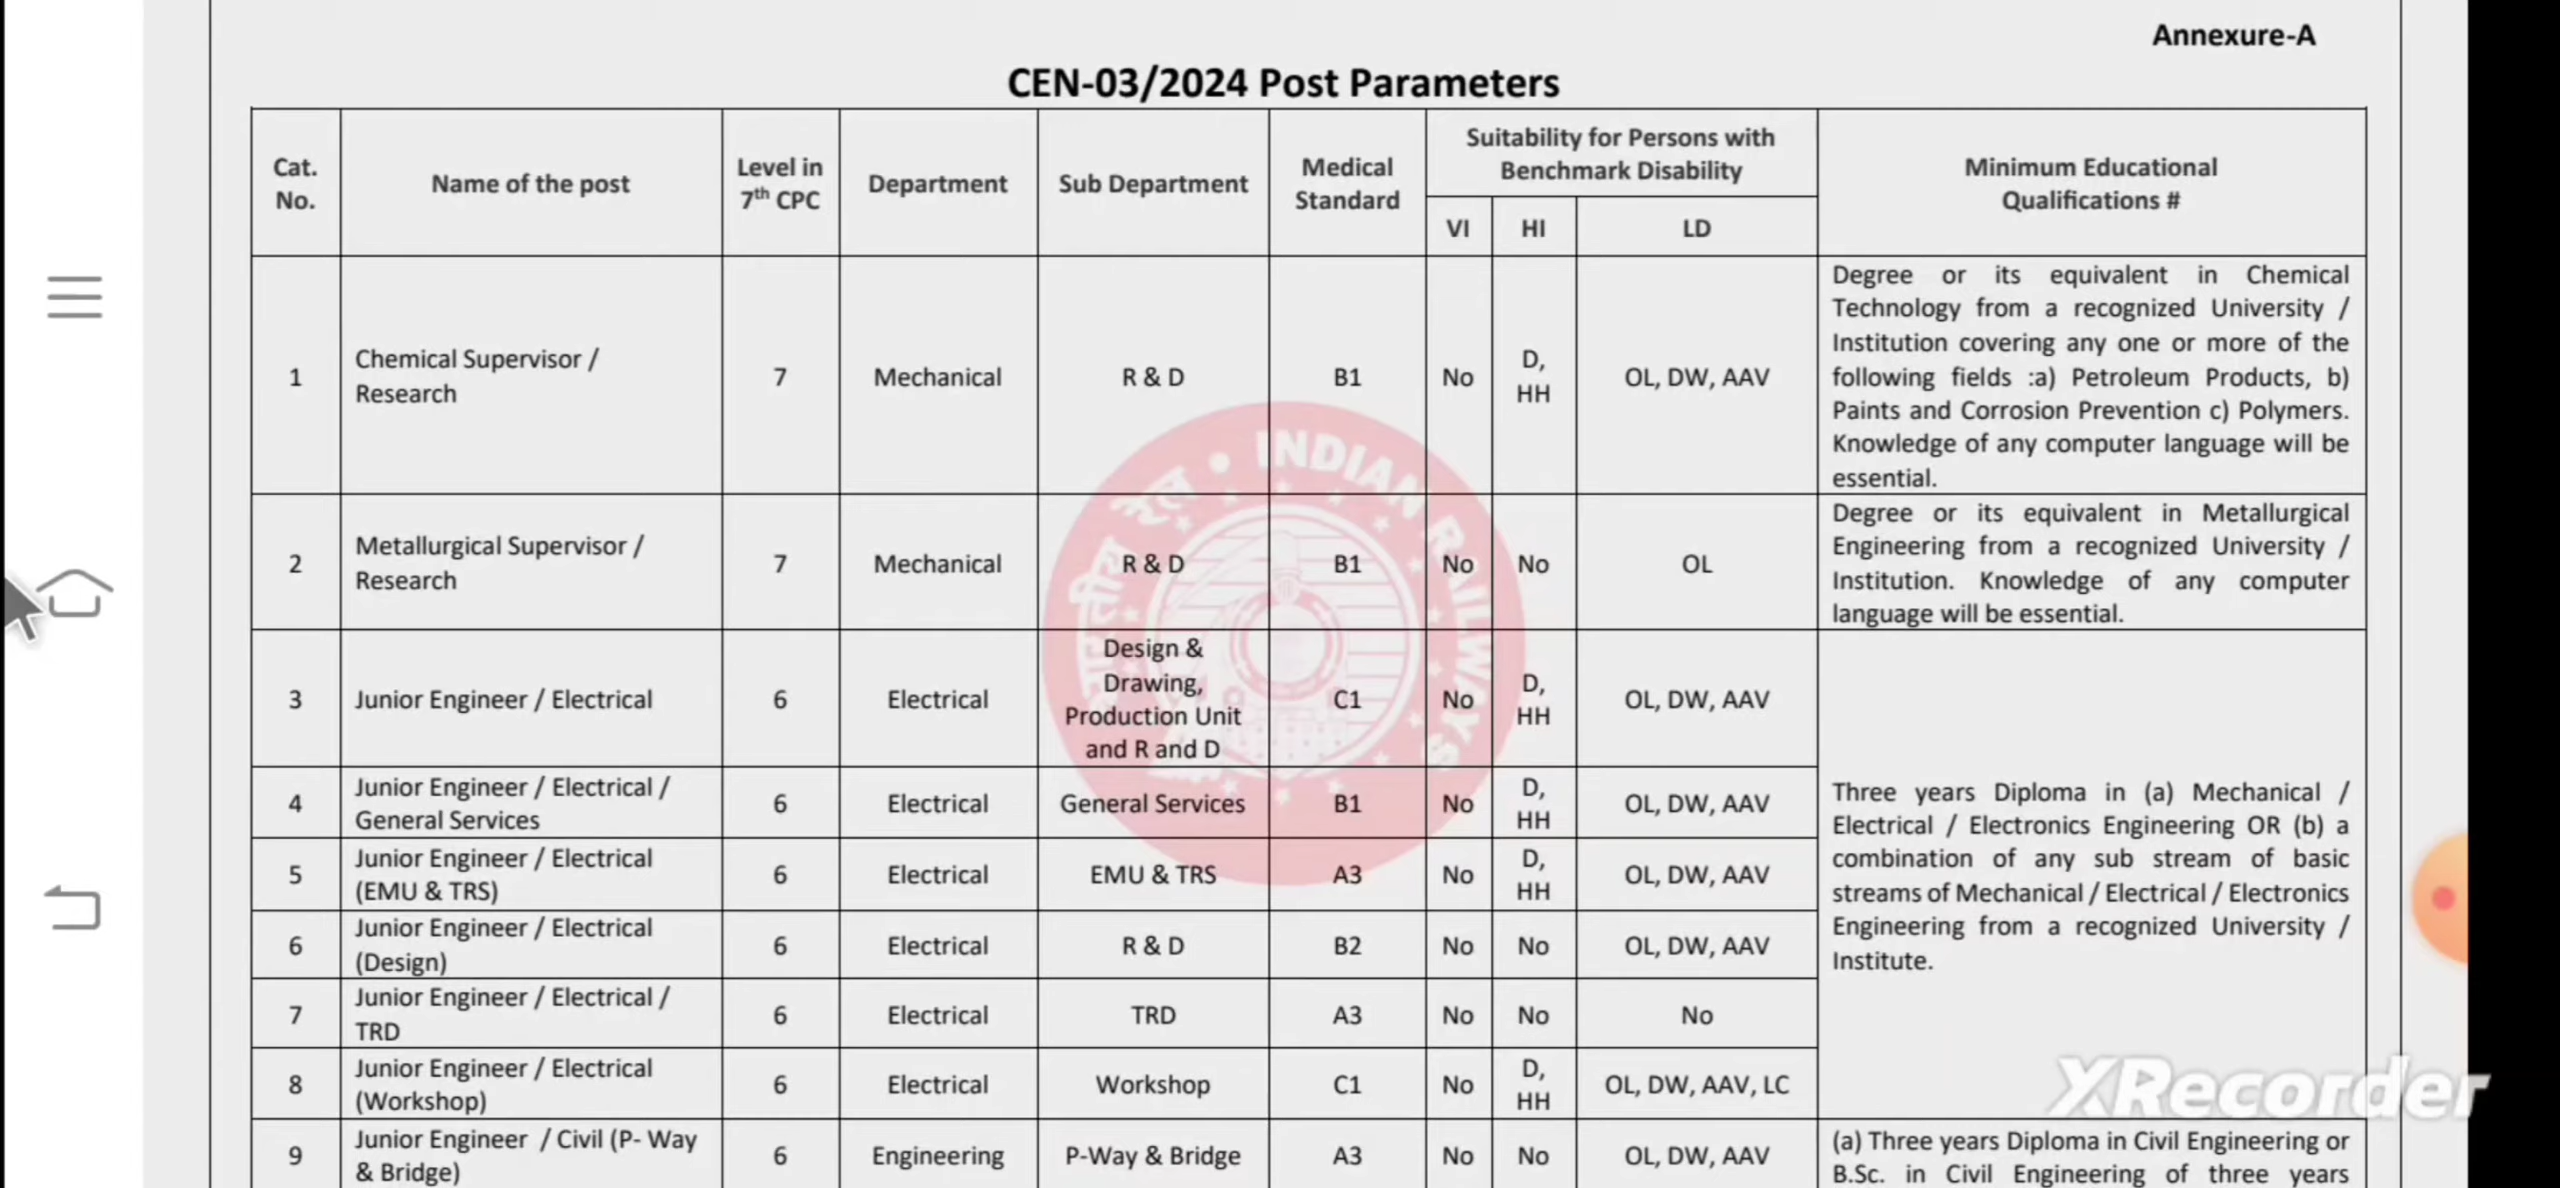 Annexure-A
CEN-03/2024 Post Parameters
Cat. No.
Name of the post
Level in 7th CPC
Department
Sub Department
Medical Standard
Suitability for Persons with Benchmark Disability
VI
HI
LD
Minimum Educational Qualifications #
1
Chemical Supervisor /
Research
7
Mechanical
R & D
B1
No
D,
HH
OL, DW, AAV
Degree or its equivalent in Chemical
Technology from a recognized University /
Institution covering any one or more of the
following fields :a) Petroleum Products, b)
Paints and Corrosion Prevention c) Polymers.
Knowledge of any computer language will be
essential.
2
Metallurgical Supervisor /
Research
7
Mechanical
R & D
B1
No
No
OL
Degree or its equivalent in Metallurgical
Engineering from a recognized University /
Institution. Knowledge of any computer
language will be essential.
3
Junior Engineer / Electrical
6
Electrical
Design &
Drawing,
Production Unit
and R and D
C1
No
D,
HH
OL, DW, AAV
4
Junior Engineer / Electrical /
General Services
6
Electrical
General Services
B1
No
D,
HH
OL, DW, AAV
5
Junior Engineer / Electrical
(EMU & TRS)
6
Electrical
EMU & TRS
A3
No
D,
HH
OL, DW, AAV
6
Junior Engineer / Electrical
(Design)
6
Electrical
R & D
B2
No
No
OL, DW, AAV
7
Junior Engineer / Electrical /
TRD
6
Electrical
TRD
A3
No
No
No
8
Junior Engineer / Electrical
(Workshop)
6
Electrical
Workshop
C1
No
D,
HH
OL, DW, AAV, LC
Three years Diploma in (a) Mechanical /
Electrical / Electronics Engineering OR (b) a
combination of any sub stream of basic
streams of Mechanical / Electrical / Electronics
Engineering from a recognized University /
Institute.
9
Junior Engineer / Civil (P- Way
& Bridge)
6
Engineering
P-Way & Bridge
A3
No
No
OL, DW, AAV
(a) Three years Diploma in Civil Engineering or
B.Sc. in Civil Engineering of three years
भारतीय रेल • INDIAN RAILWAYS
XRecorder